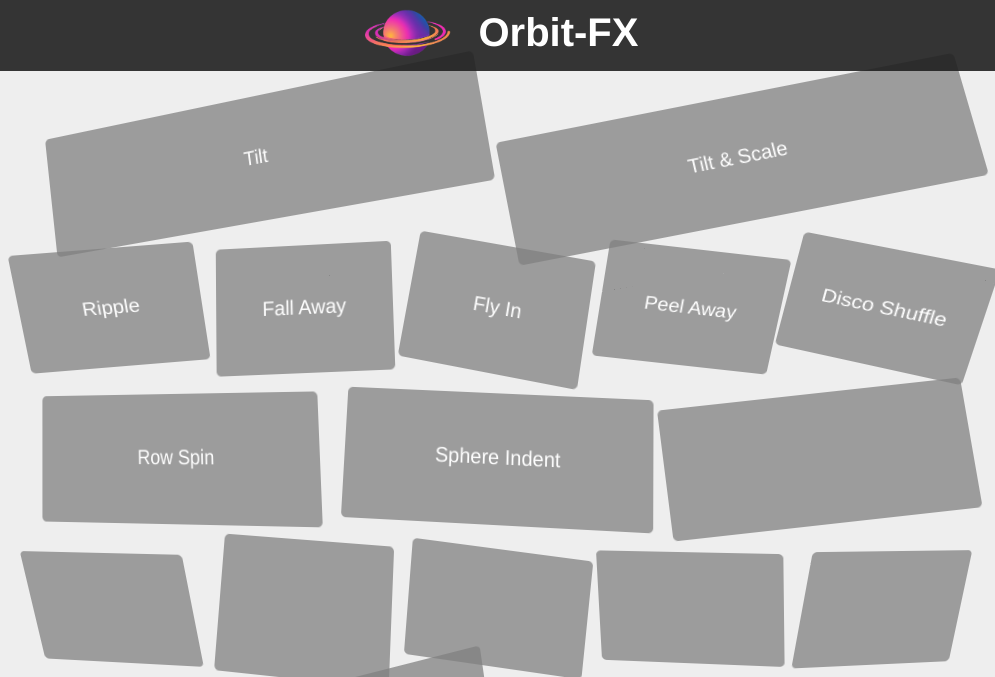 Orbit-FX
Tilt
Tilt & Scale
Ripple
Fall Away
Fly In
Peel Away
Disco Shuffle
Row Spin
Sphere Indent